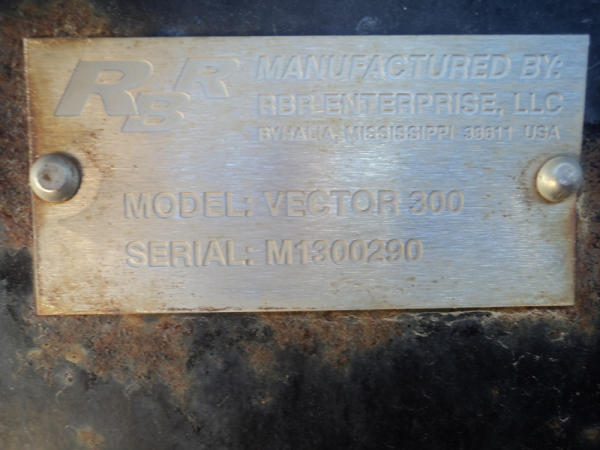 RBR
MANUFACTURED BY:
RBR ENTERPRISE, LLC
BYHALIA, MISSISSIPPI 38611 USA
MODEL: VECTOR 300
SERIAL: M1300290